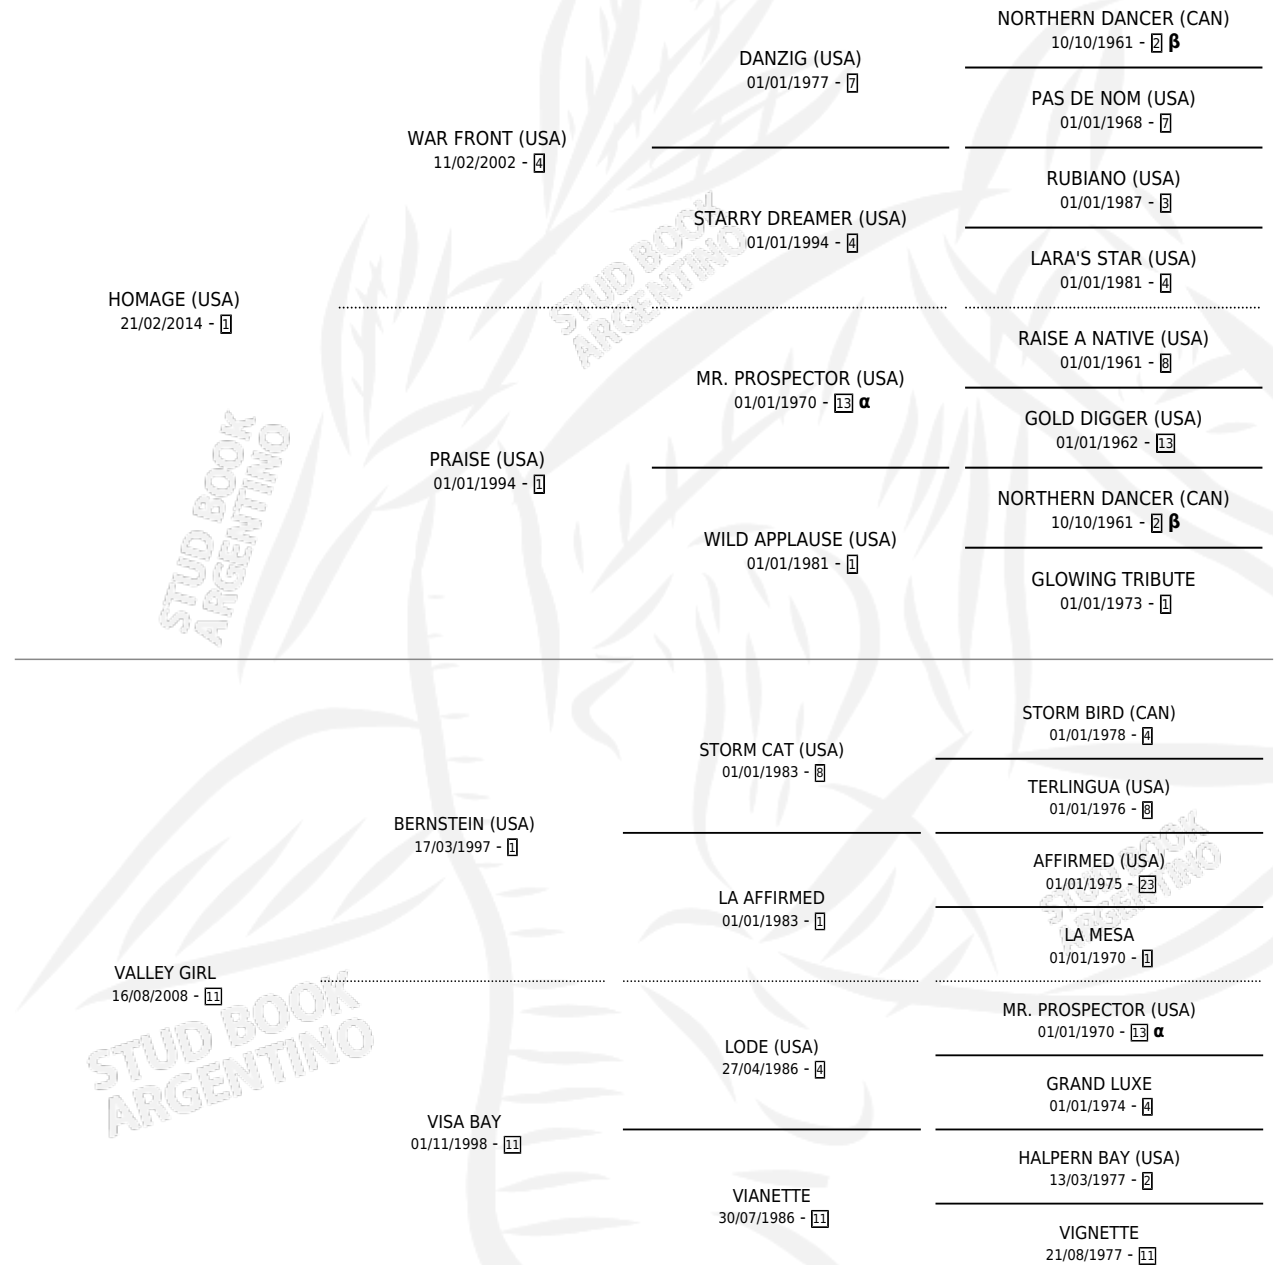 NORTHERN DANCER (CAN)
10/10/1961 - 2 β
DANZIG (USA)
01/01/1977 - 7
PAS DE NOM (USA)
01/01/1968 - 7
WAR FRONT (USA)
11/02/2002 - 4
RUBIANO (USA)
01/01/1987 - 3
STARRY DREAMER (USA)
01/01/1994 - 4
LARA'S STAR (USA)
01/01/1981 - 4
HOMAGE (USA)
21/02/2014 - 1
RAISE A NATIVE (USA)
01/01/1961 - 8
MR. PROSPECTOR (USA)
01/01/1970 - 13 α
GOLD DIGGER (USA)
01/01/1962 - 13
PRAISE (USA)
01/01/1994 - 1
NORTHERN DANCER (CAN)
10/10/1961 - 2 β
WILD APPLAUSE (USA)
01/01/1981 - 1
GLOWING TRIBUTE
01/01/1973 - 1
STORM BIRD (CAN)
01/01/1978 - 4
STORM CAT (USA)
01/01/1983 - 8
TERLINGUA (USA)
01/01/1976 - 8
BERNSTEIN (USA)
17/03/1997 - 1
AFFIRMED (USA)
01/01/1975 - 23
LA AFFIRMED
01/01/1983 - 1
LA MESA
01/01/1970 - 1
VALLEY GIRL
16/08/2008 - 11
MR. PROSPECTOR (USA)
01/01/1970 - 13 α
LODE (USA)
27/04/1986 - 4
GRAND LUXE
01/01/1974 - 4
VISA BAY
01/11/1998 - 11
HALPERN BAY (USA)
13/03/1977 - 2
VIANETTE
30/07/1986 - 11
VIGNETTE
21/08/1977 - 11
STUD BOOK
ARGENTINO
STUD BOOK
ARGENTINO
STUD BOOK
ARGENTINO
STUD BOOK
ARGENTINO